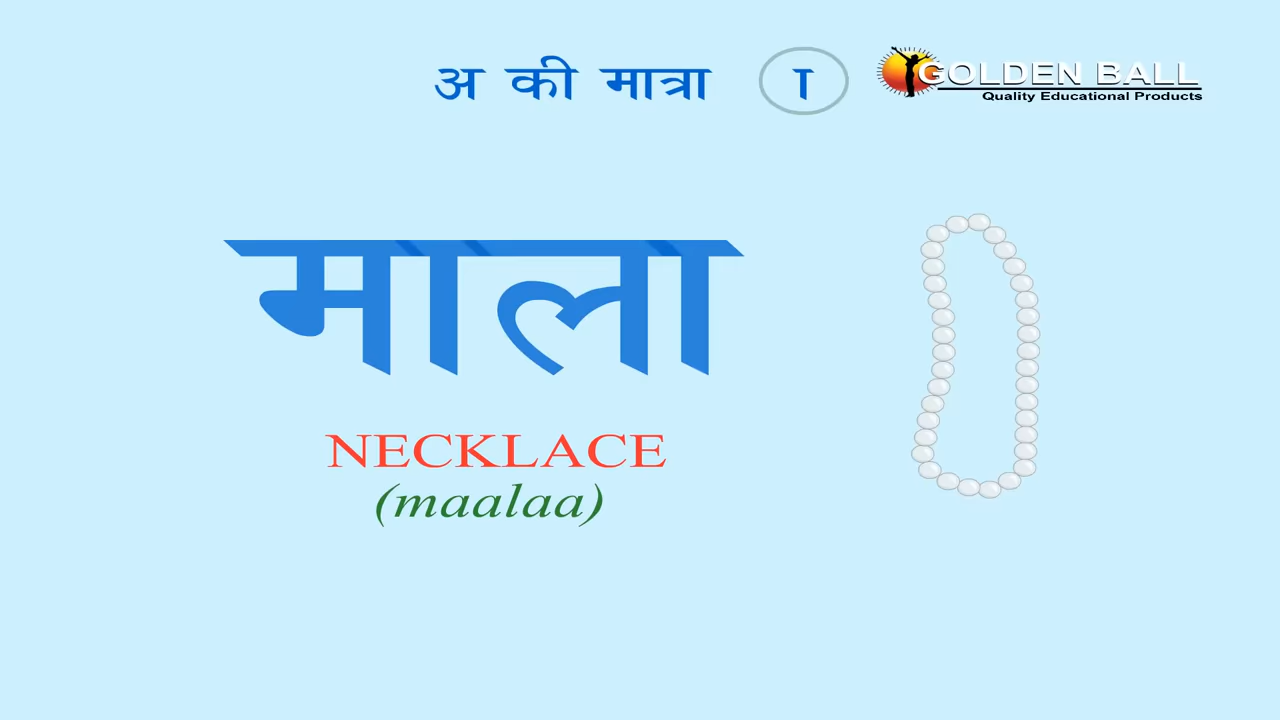 अ की मात्रा ा
GOLDEN BALL
Quality Educational Products
माला
NECKLACE
(maalaa)